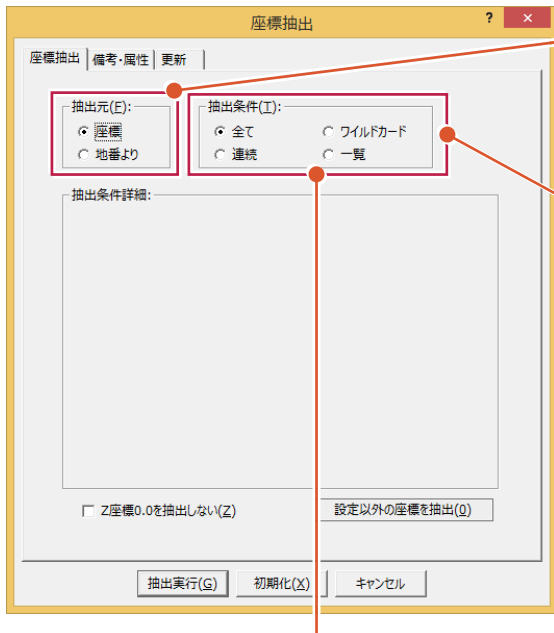 座標抽出 ? ×
座標抽出 備考・属性 更新
抽出元(F): 抽出条件(T):
座標 全て ワイルドカード
地番より 連続 一覧
抽出条件詳細:
Z座標0.0を抽出しない(Z) 設定以外の座標を抽出(O)
抽出実行(G) 初期化(X) キャンセル